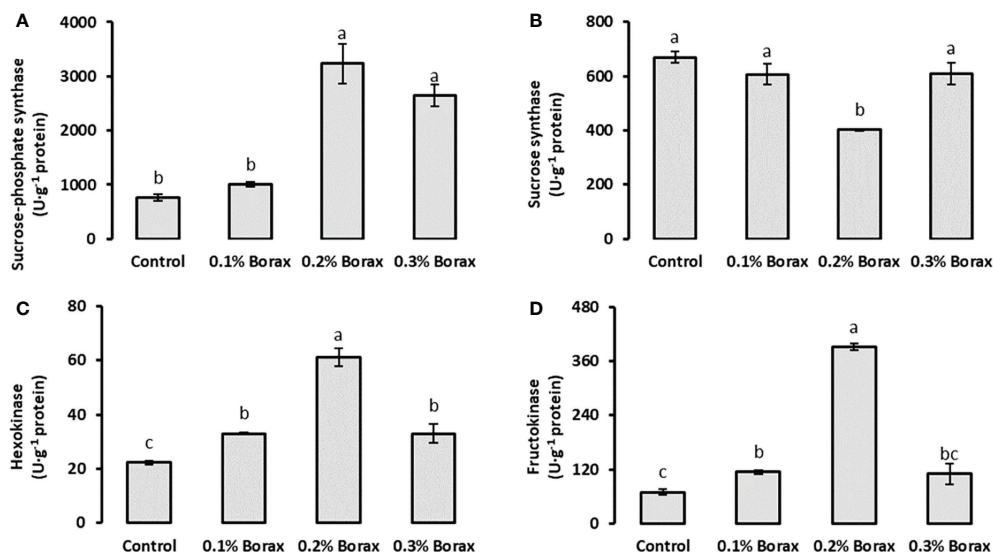 A
Sucrose-phosphate synthase
(U·g⁻¹ protein)
4000
3000
2000
1000
0
b
b
a
a
Control
0.1% Borax
0.2% Borax
0.3% Borax
B
Sucrose synthase
(U·g⁻¹ protein)
800
600
400
200
0
a
a
b
a
Control
0.1% Borax
0.2% Borax
0.3% Borax
C
Hexokinase
(U·g⁻¹ protein)
80
60
40
20
0
c
b
a
b
Control
0.1% Borax
0.2% Borax
0.3% Borax
D
Fructokinase
(U·g⁻¹ protein)
480
360
240
120
0
c
b
a
bc
Control
0.1% Borax
0.2% Borax
0.3% Borax